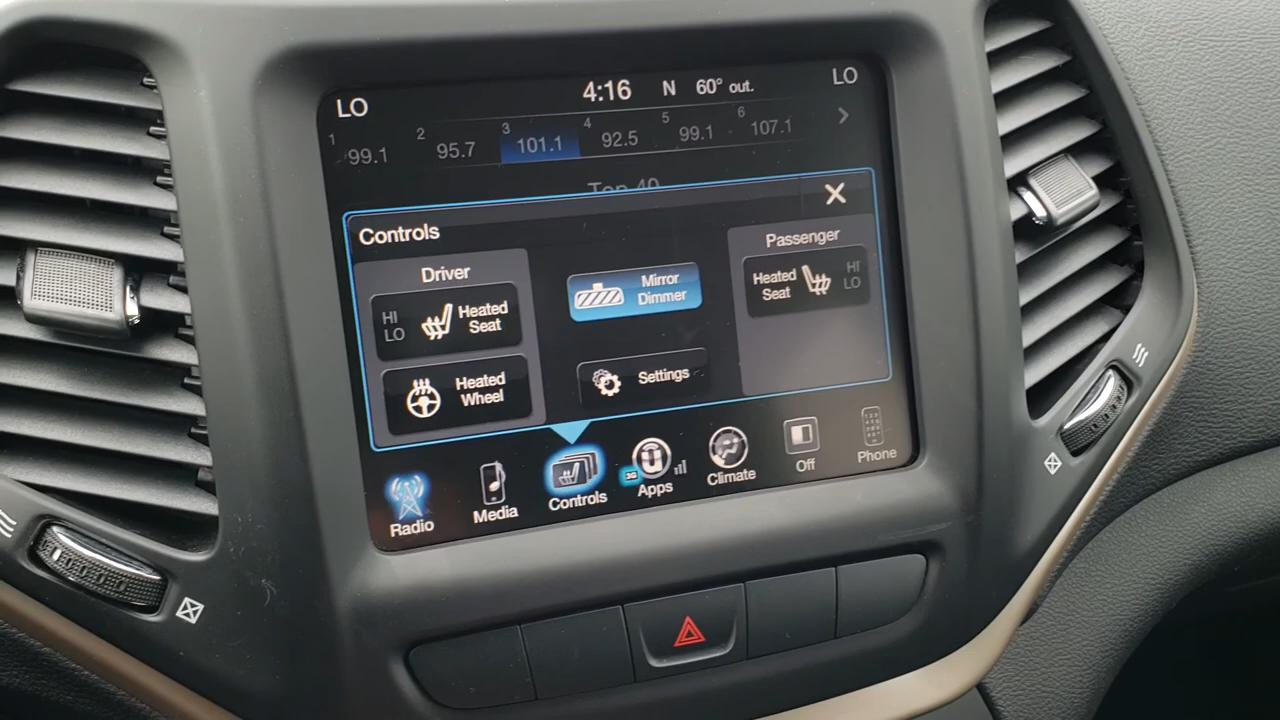 LO 4:16 N 60° out. LO
1 99.1 2 95.7 3 101.1 4 92.5 5 99.1 6 107.1
Top 40
Controls
Driver
HI
LO
Heated
Seat
Heated
Wheel
Mirror
Dimmer
Settings
Passenger
Heated
Seat
HI
LO
Radio
Media
Controls
3G
Apps
Climate
Off
Phone